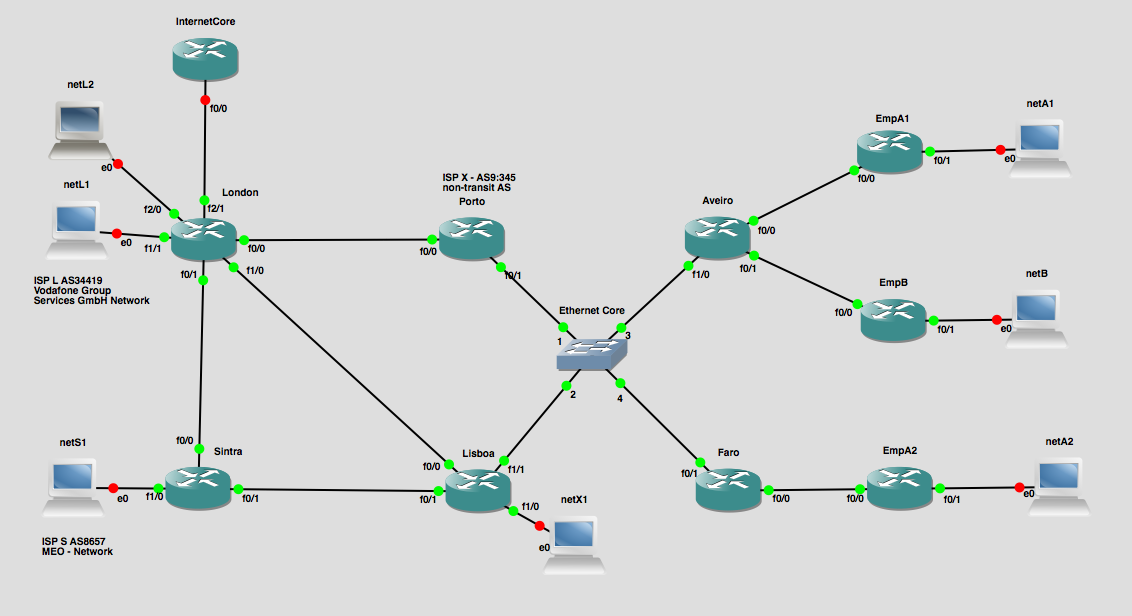 InternetCore
f0/0
netL2
e0
netL1
e0
London
f2/0
f2/1
f1/1
f0/0
f0/1
f1/0
ISP L AS34419
Vodafone Group
Services GmbH Network
ISP X - AS9:345
non-transit AS
Porto
f0/0
f0/1
Ethernet Core
1
3
2
4
Aveiro
f0/0
f0/1
f1/0
EmpA1
f0/0
f0/1
netA1
e0
EmpB
f0/0
f0/1
netB
e0
netS1
e0
f0/0
Sintra
f1/0
f0/1
ISP S AS8657
MEO - Network
Lisboa
f0/0
f1/1
f0/1
f1/0
netX1
e0
Faro
f0/1
f0/0
EmpA2
f0/0
f0/1
netA2
e0